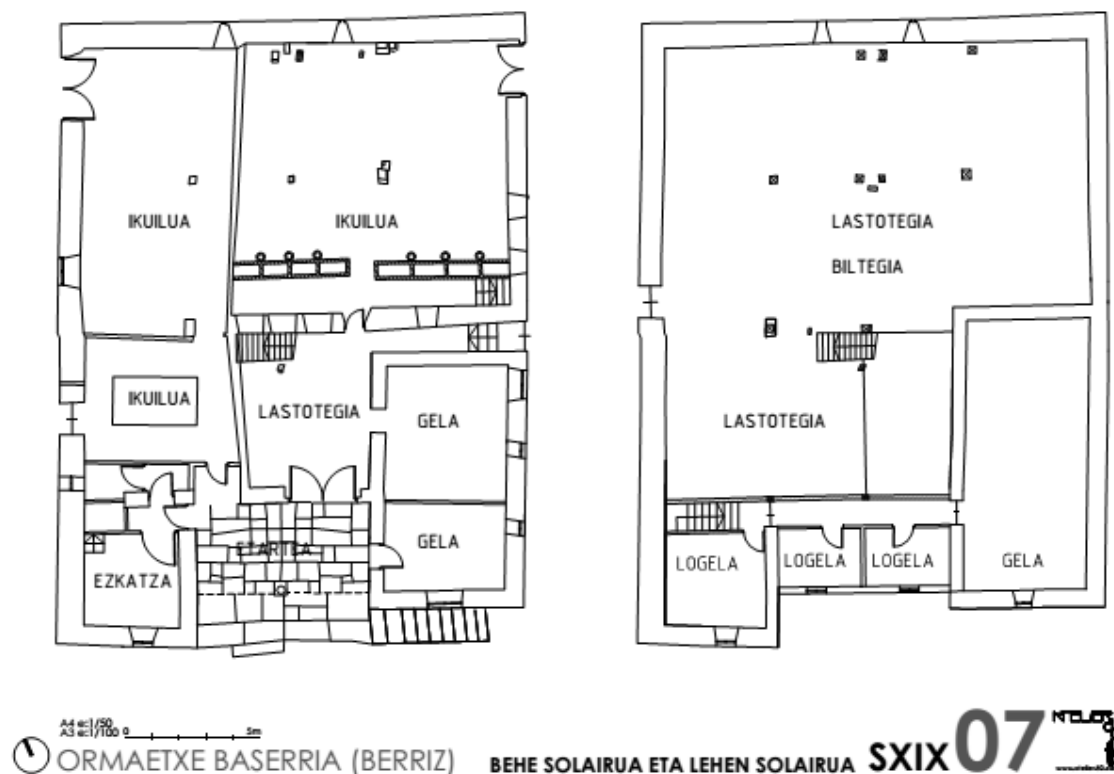 IKUILUA
IKUILUA
LASTOTEGIA
BILTEGIA
IKUILUA
LASTOTEGIA
GELA
LASTOTEGIA
ETARTEA
GELA
EZKATZA
LOGELA
LOGELA
LOGELA
GELA
A4 e:1/50
A3 e:1/100 0 5m
ORMAETXE BASERRIA (BERRIZ)
BEHE SOLAIRUA ETA LEHEN SOLAIRUA SXIX 07